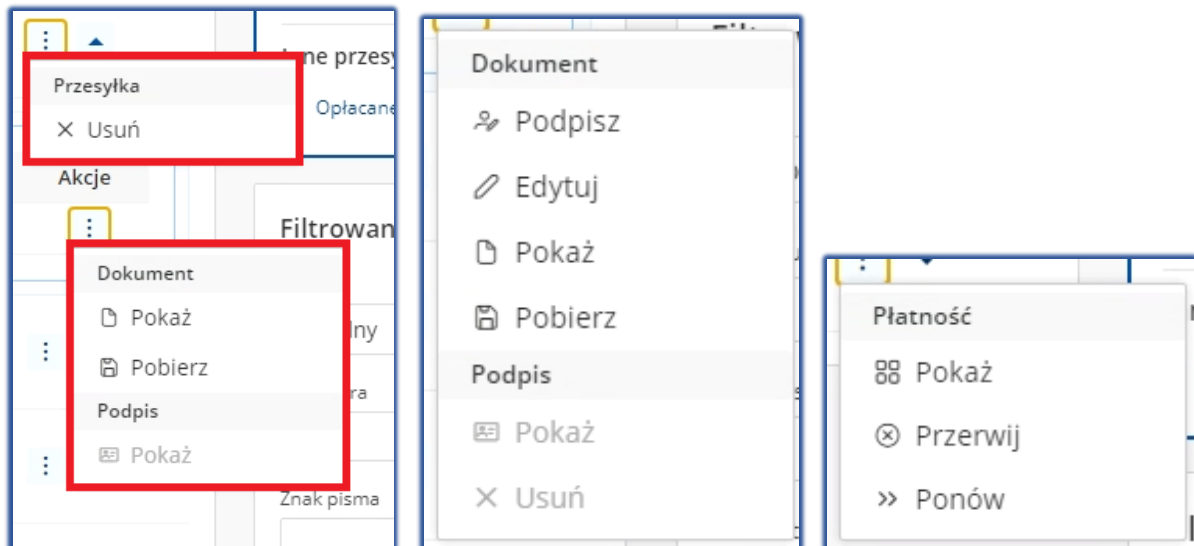 Przesyłka
Usuń
Opłacane
Akcje
Filtrowan
Dokument
Pokaż
Pobierz
Podpis
Pokaż
Znak pisma
Dokument
Podpisz
Edytuj
Pokaż
Pobierz
Podpis
Pokaż
Usuń
Płatność
Pokaż
Przerwij
Ponów